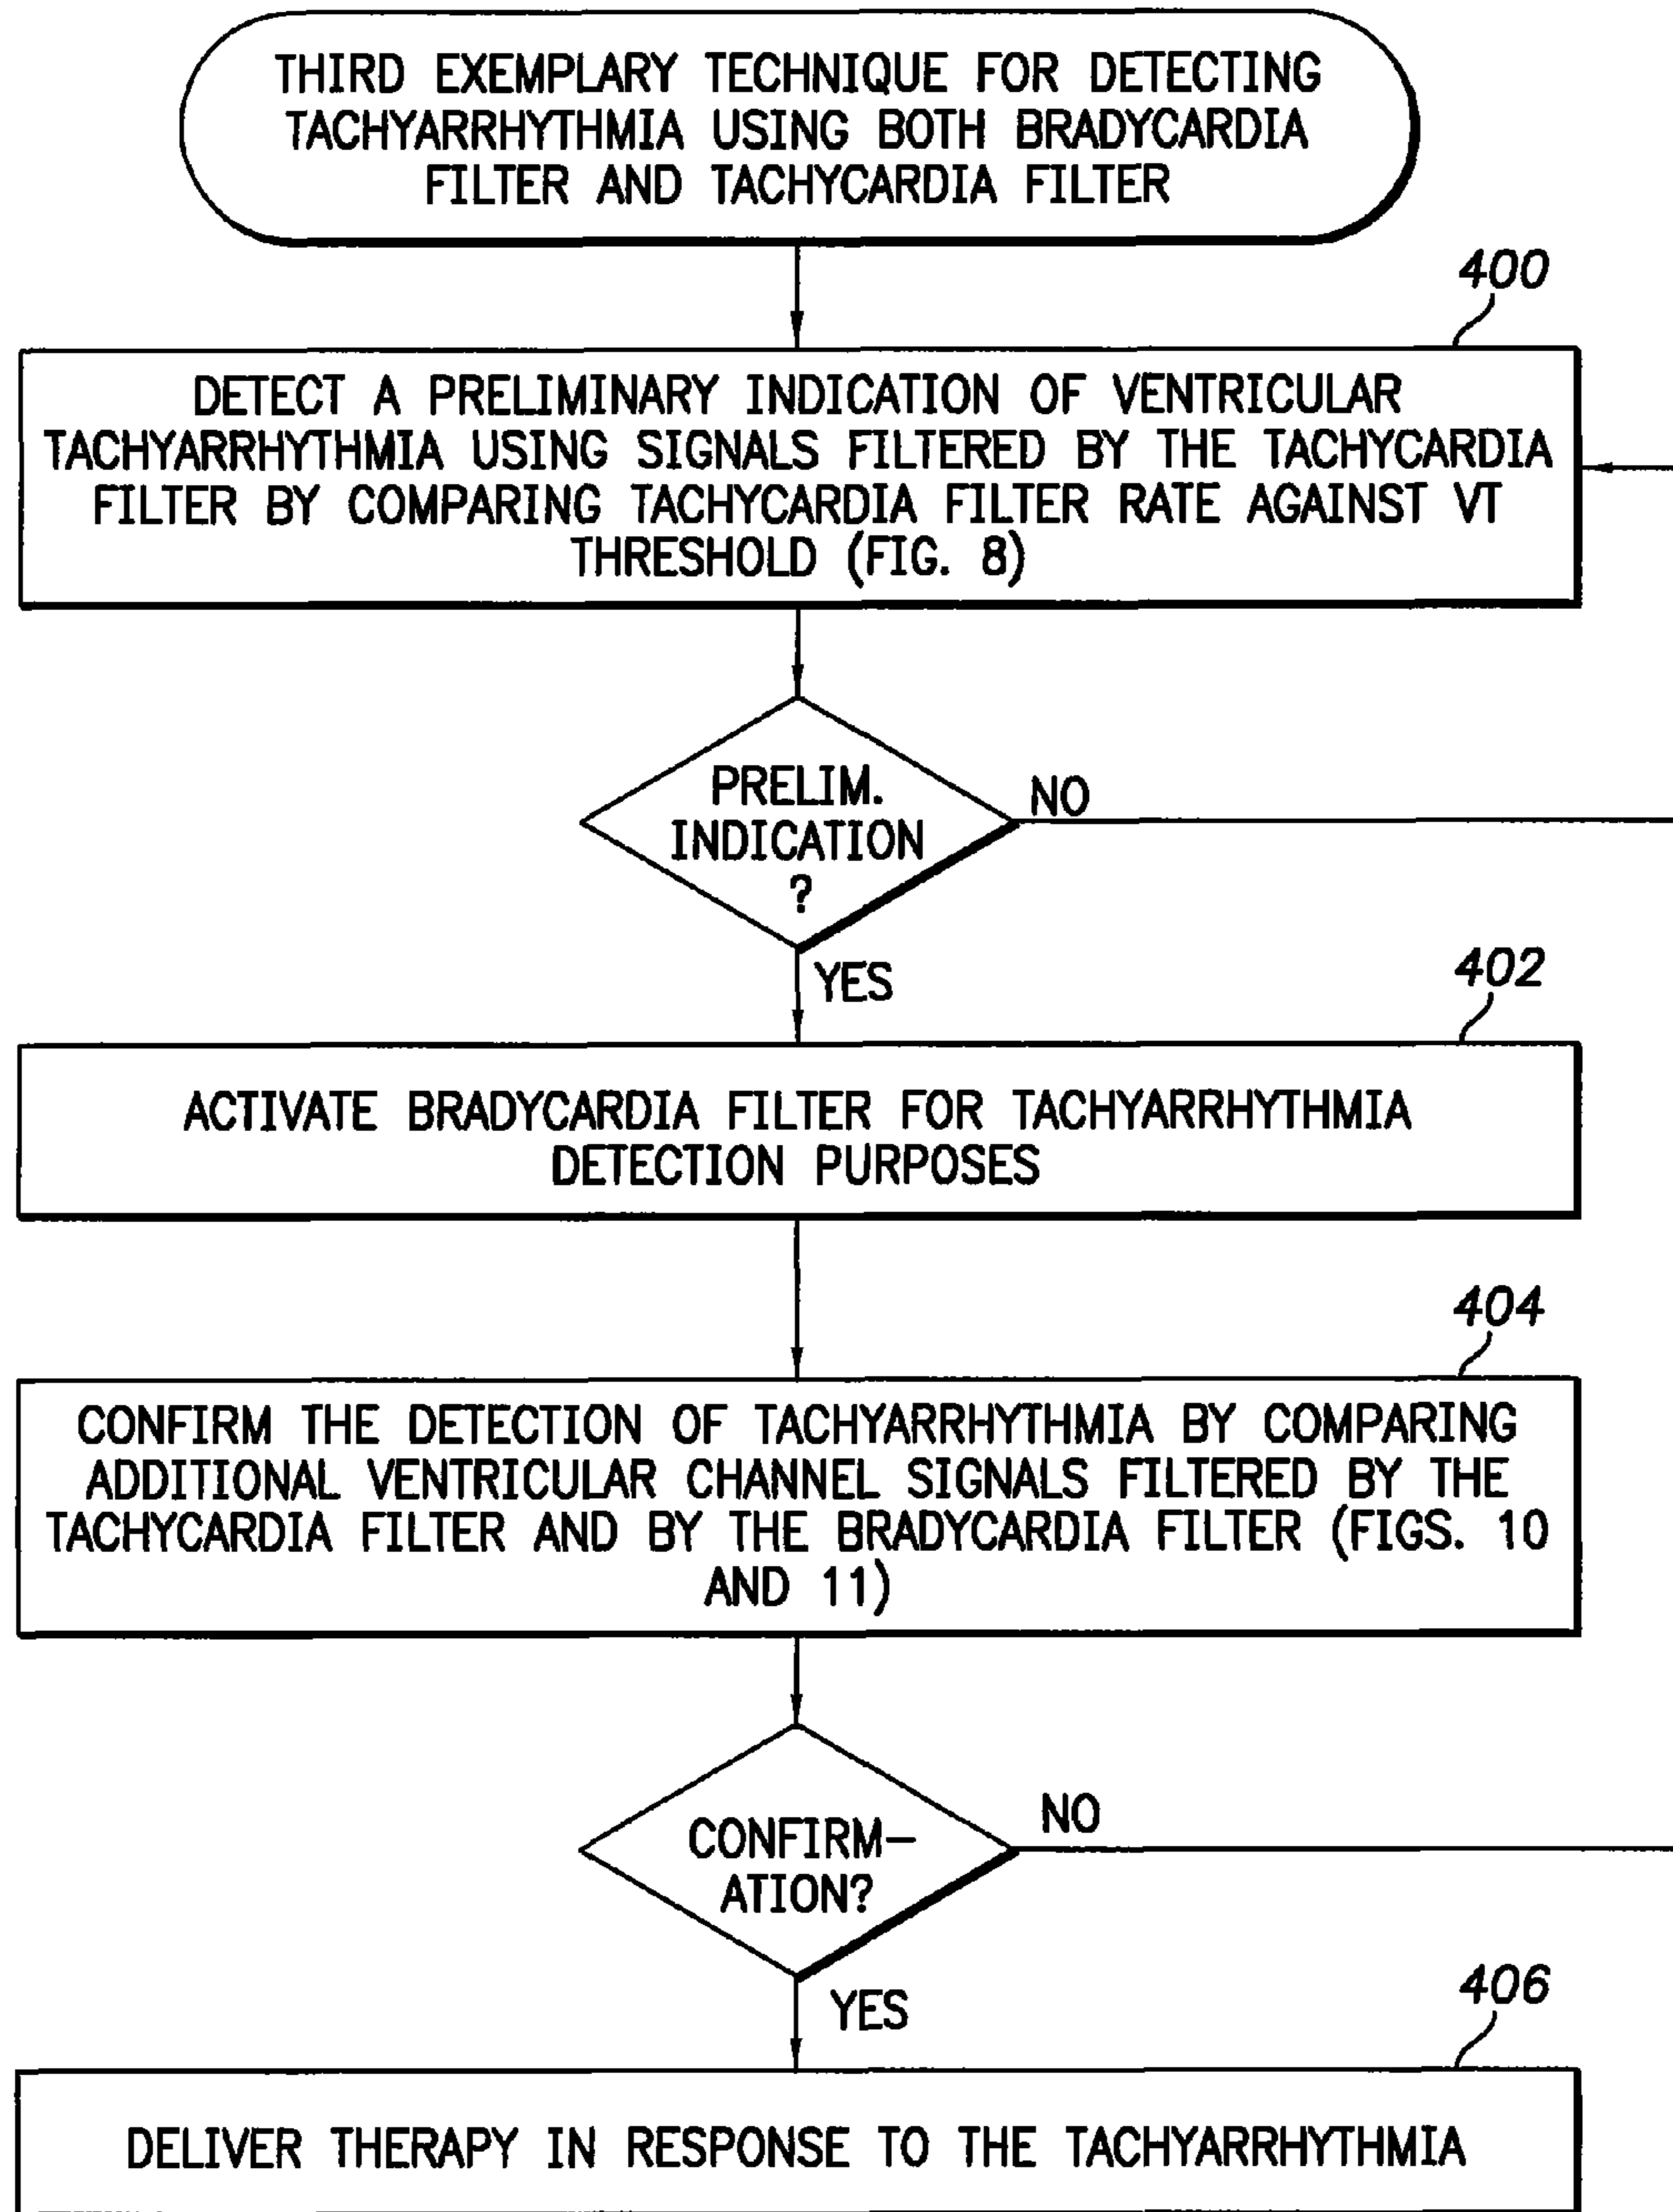 THIRD EXEMPLARY TECHNIQUE FOR DETECTING
TACHYARRHYTHMIA USING BOTH BRADYCARDIA
FILTER AND TACHYCARDIA FILTER
400
DETECT A PRELIMINARY INDICATION OF VENTRICULAR
TACHYARRHYTHMIA USING SIGNALS FILTERED BY THE TACHYCARDIA
FILTER BY COMPARING TACHYCARDIA FILTER RATE AGAINST VT
THRESHOLD (FIG. 8)
PRELIM.
INDICATION
?
NO
YES
402
ACTIVATE BRADYCARDIA FILTER FOR TACHYARRHYTHMIA
DETECTION PURPOSES
404
CONFIRM THE DETECTION OF TACHYARRHYTHMIA BY COMPARING
ADDITIONAL VENTRICULAR CHANNEL SIGNALS FILTERED BY THE
TACHYCARDIA FILTER AND BY THE BRADYCARDIA FILTER (FIGS. 10
AND 11)
CONFIRM–
ATION?
NO
YES
406
DELIVER THERAPY IN RESPONSE TO THE TACHYARRHYTHMIA